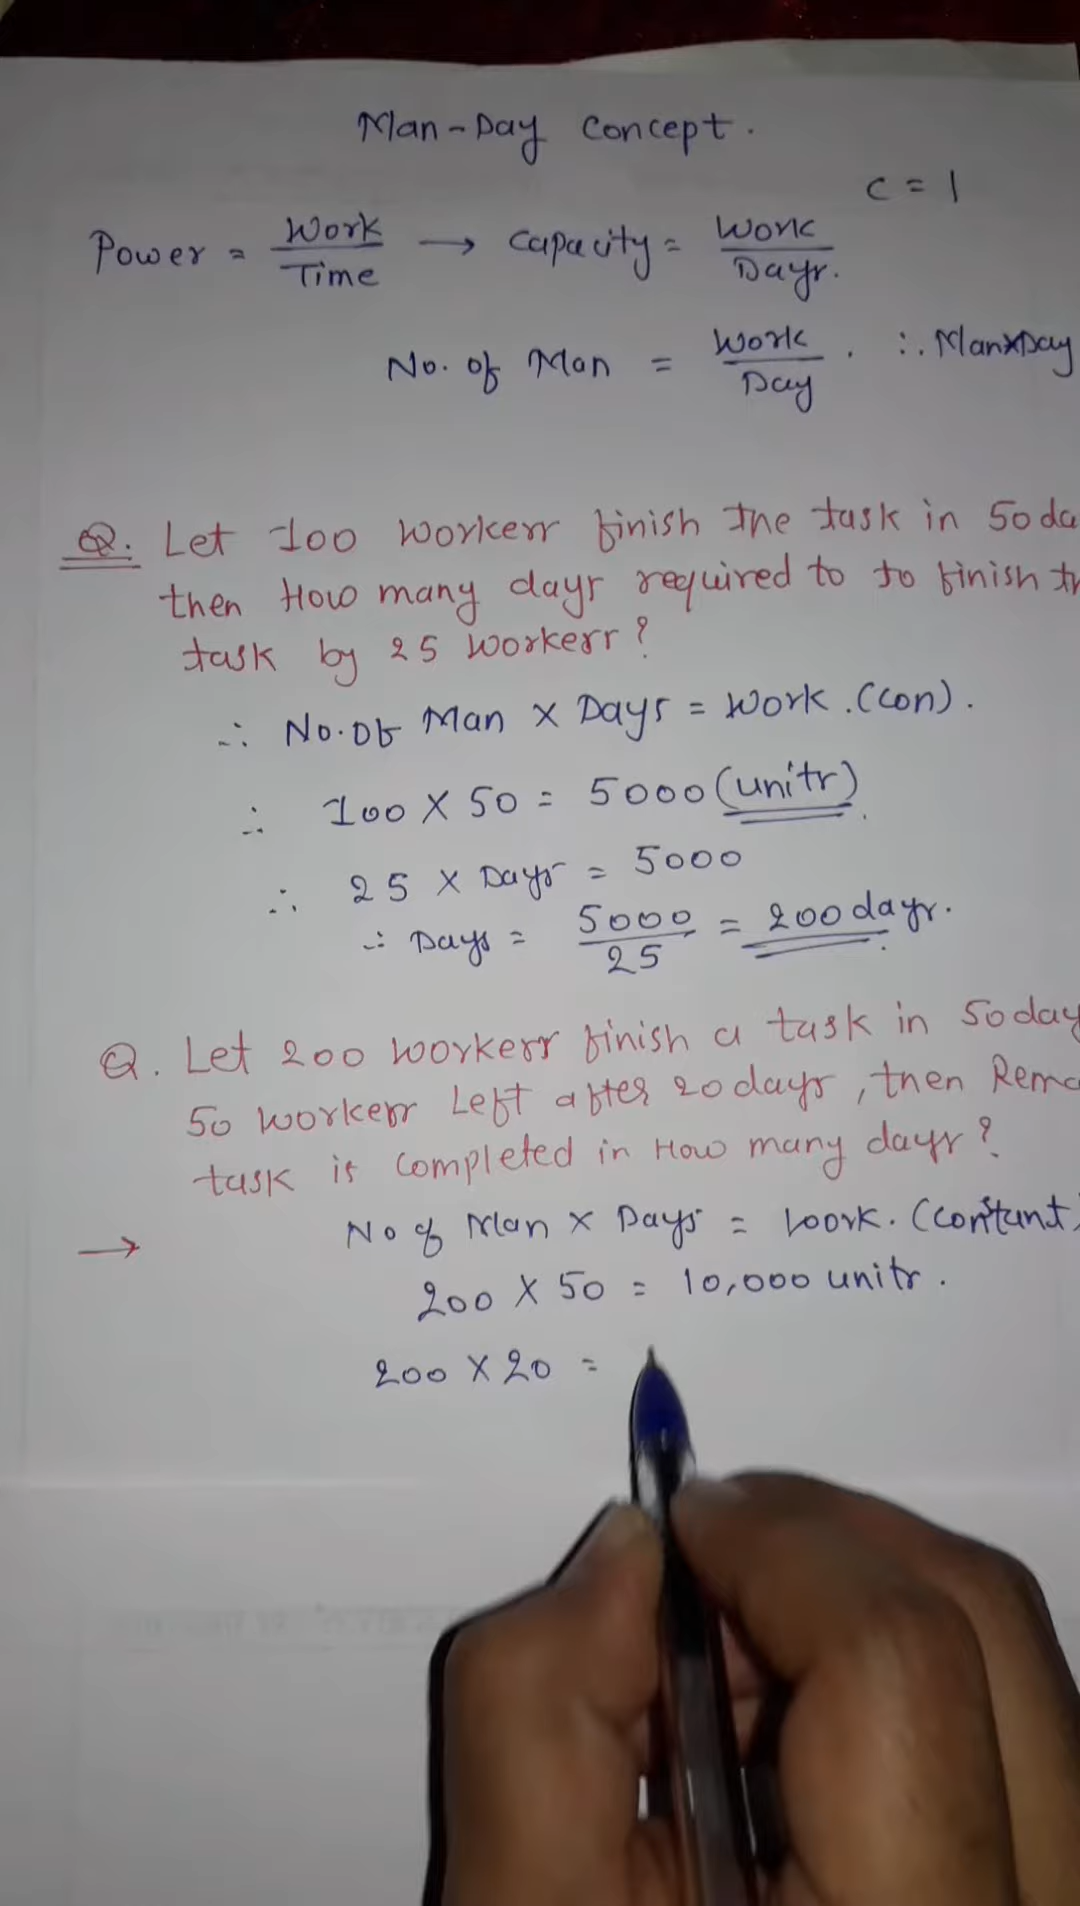 Man-Day Concept.
C = 1
Power = Work/Time → Capacity = Work/Days.
No. of Man = Work/Day . ∴ Man×Day
Q. Let 100 workers finish the task in 50 da
then How many days required to to finish th
task by 25 workers?
∴ No. of Man × Days = Work. (con).
∴ 100 × 50 = 5000 (units).
∴ 25 × Days = 5000
∴ Days = 5000/25 = 200 days.
Q. Let 200 workers finish a task in 50 day
50 workers Left after 20 days, then Rema
task is completed in How many days?
→ No of Man × Days = Work. (constant)
200 × 50 = 10,000 units.
200 × 20 =